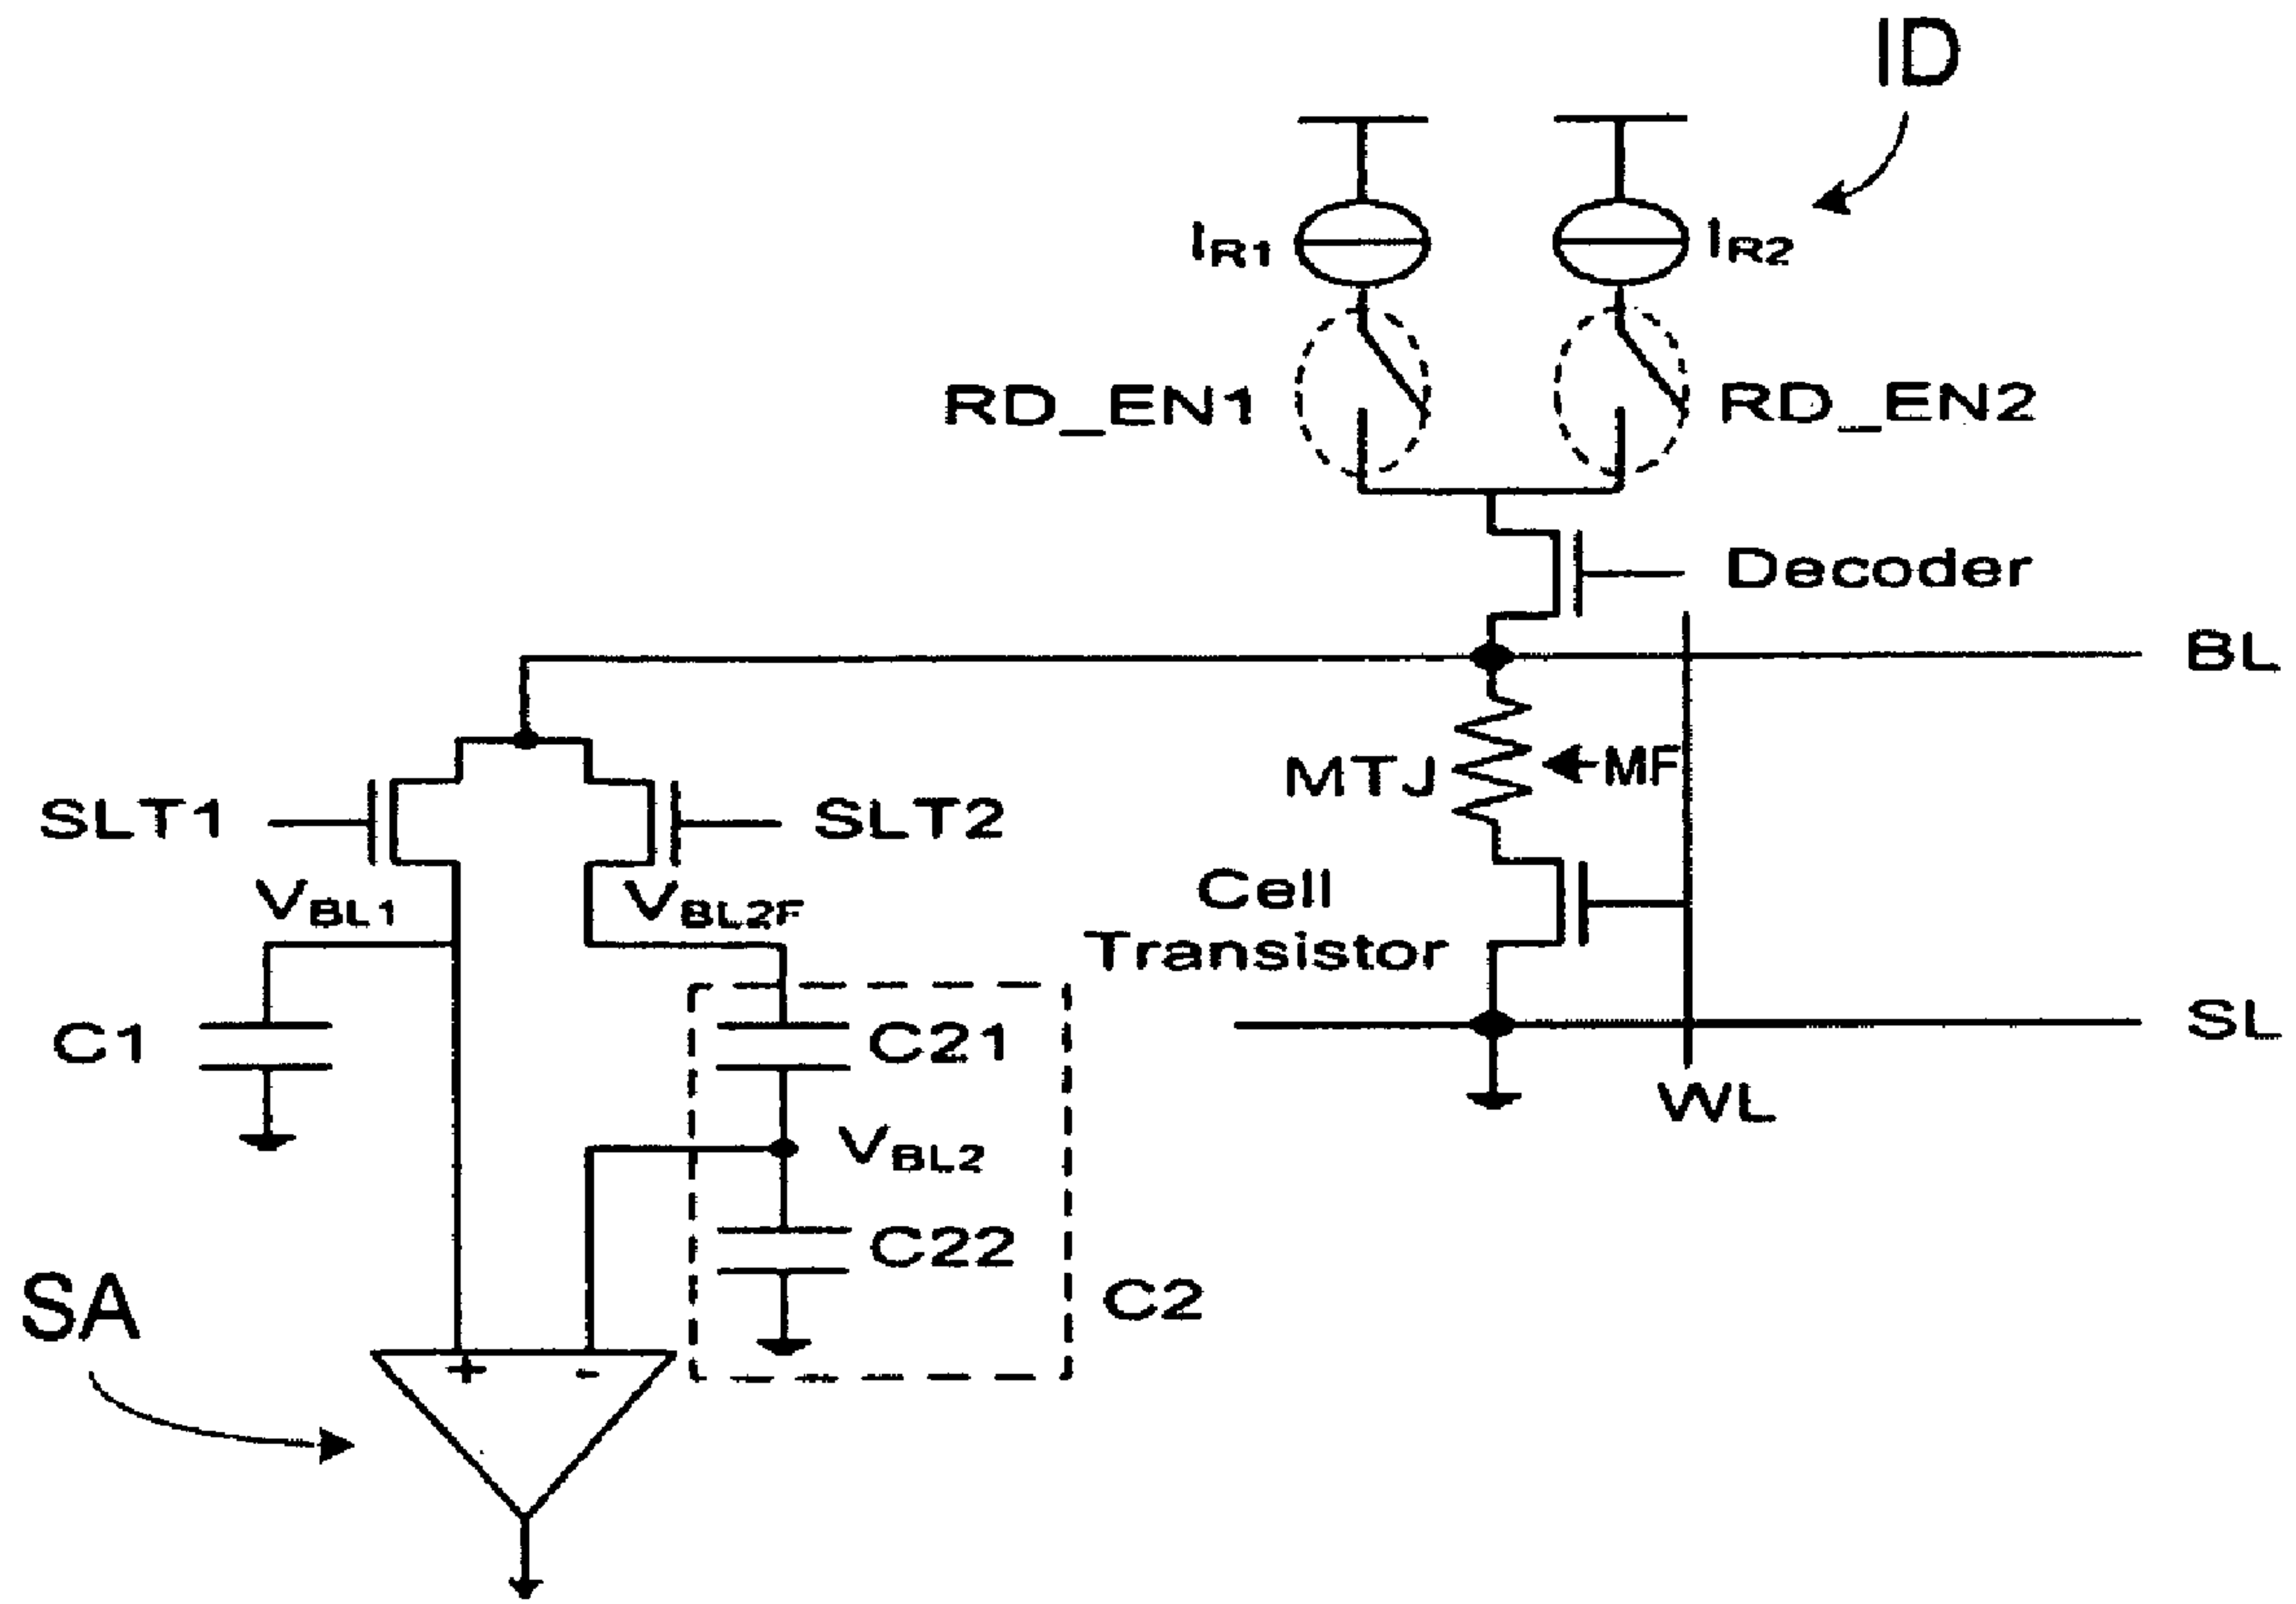 ID
IR1
IR2
RD_EN1
RD_EN2
Decoder
BL
MTJ
MF
SLT1
SLT2
VBL1
VBL2F
Cell
Transistor
C1
C21
SL
WL
VBL2
C22
C2
SA
+
-